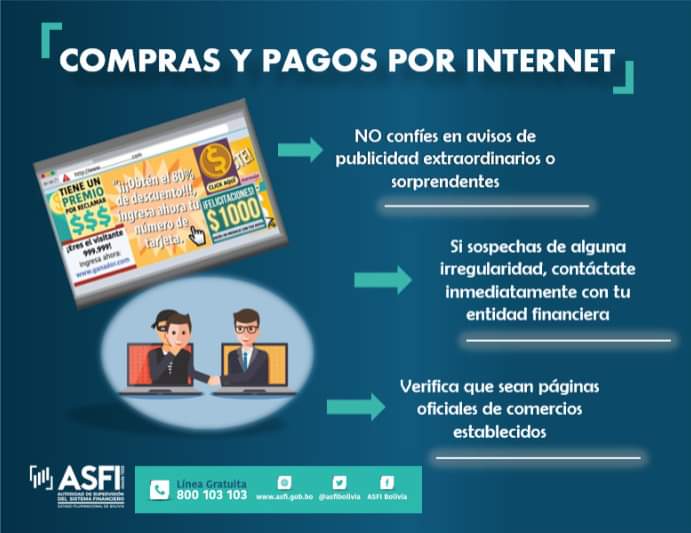 COMPRAS Y PAGOS POR INTERNET
http://www. .com
TIENE UN
PREMIO
POR RECLAMAR
$$$
¡Eres el visitante
999.999!
Ingresa ahora:
www.ganador.com
¡¡Obtén el 80%
de descuento!!!,
ingresa ahora tu
número de
tarjeta.
CLICK AQUÍ
¡FELICITACIONES!
$1000
NO confíes en avisos de
publicidad extraordinarios o
sorprendentes
Si sospechas de alguna
irregularidad, contáctate
inmediatamente con tu
entidad financiera
Verifica que sean páginas
oficiales de comercios
establecidos
ASFI
AUTORIDAD DE SUPERVISIÓN
DEL SISTEMA FINANCIERO
ESTADO PLURINACIONAL DE BOLIVIA
Línea Gratuita
800 103 103
www.asfi.gob.bo @asfibolivia ASFI Bolivia